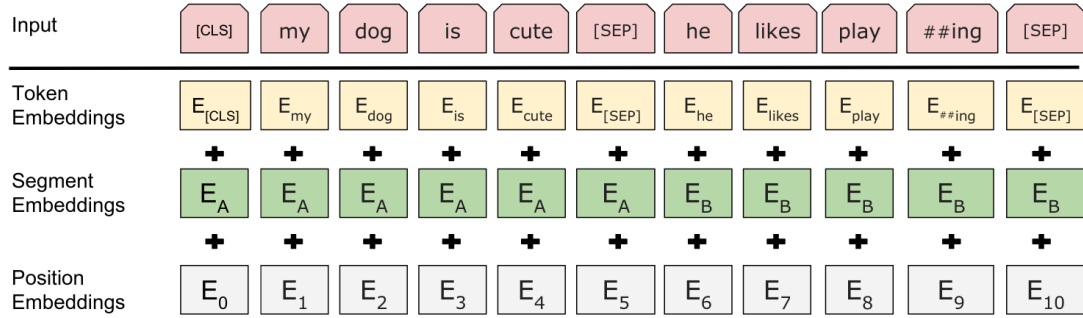 Input [CLS] my dog is cute [SEP] he likes play ##ing [SEP]
Token
Embeddings
E[CLS] Emy Edog Eis Ecute E[SEP] Ehe Elikes Eplay E##ing E[SEP]
+ + + + + + + + + + +
Segment
Embeddings
EA EA EA EA EA EA EB EB EB EB EB
+ + + + + + + + + + +
Position
Embeddings
E0 E1 E2 E3 E4 E5 E6 E7 E8 E9 E10